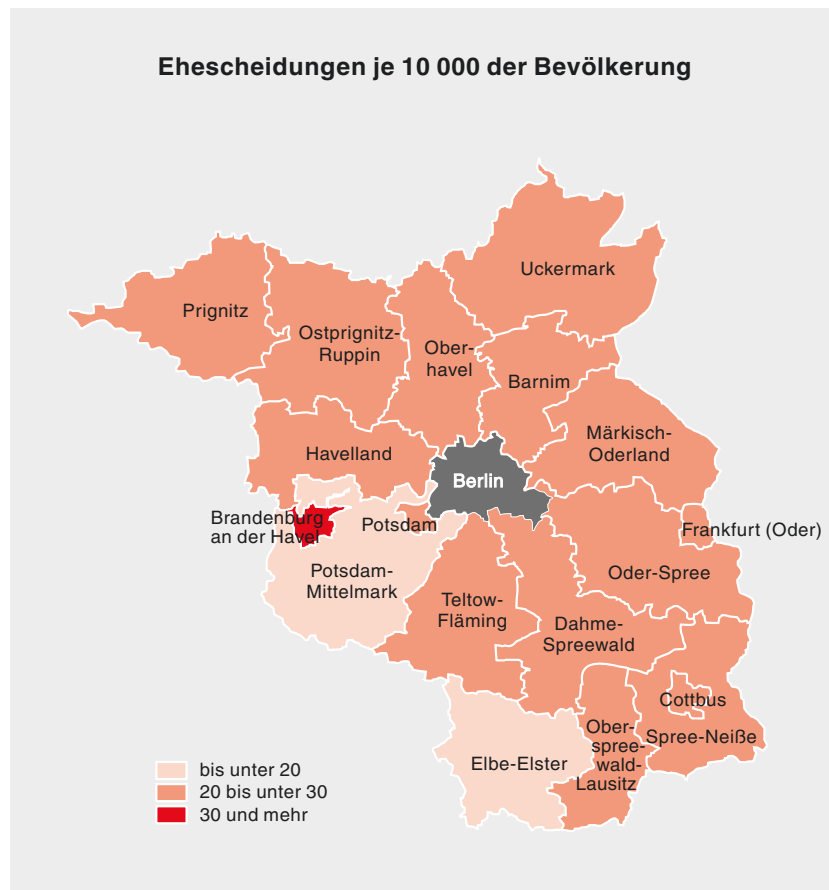 Ehescheidungen je 10 000 der Bevölkerung
Uckermark
Prignitz
Ostprignitz-
Ruppin
Ober-
havel
Barnim
Märkisch-
Oderland
Havelland
Berlin
Brandenburg
an der Havel
Potsdam
Frankfurt (Oder)
Potsdam-
Mittelmark
Oder-Spree
Teltow-
Fläming
Dahme-
Spreewald
Cottbus
Spree-Neiße
Ober-
spree-
wald-
Lausitz
Elbe-Elster
bis unter 20
20 bis unter 30
30 und mehr